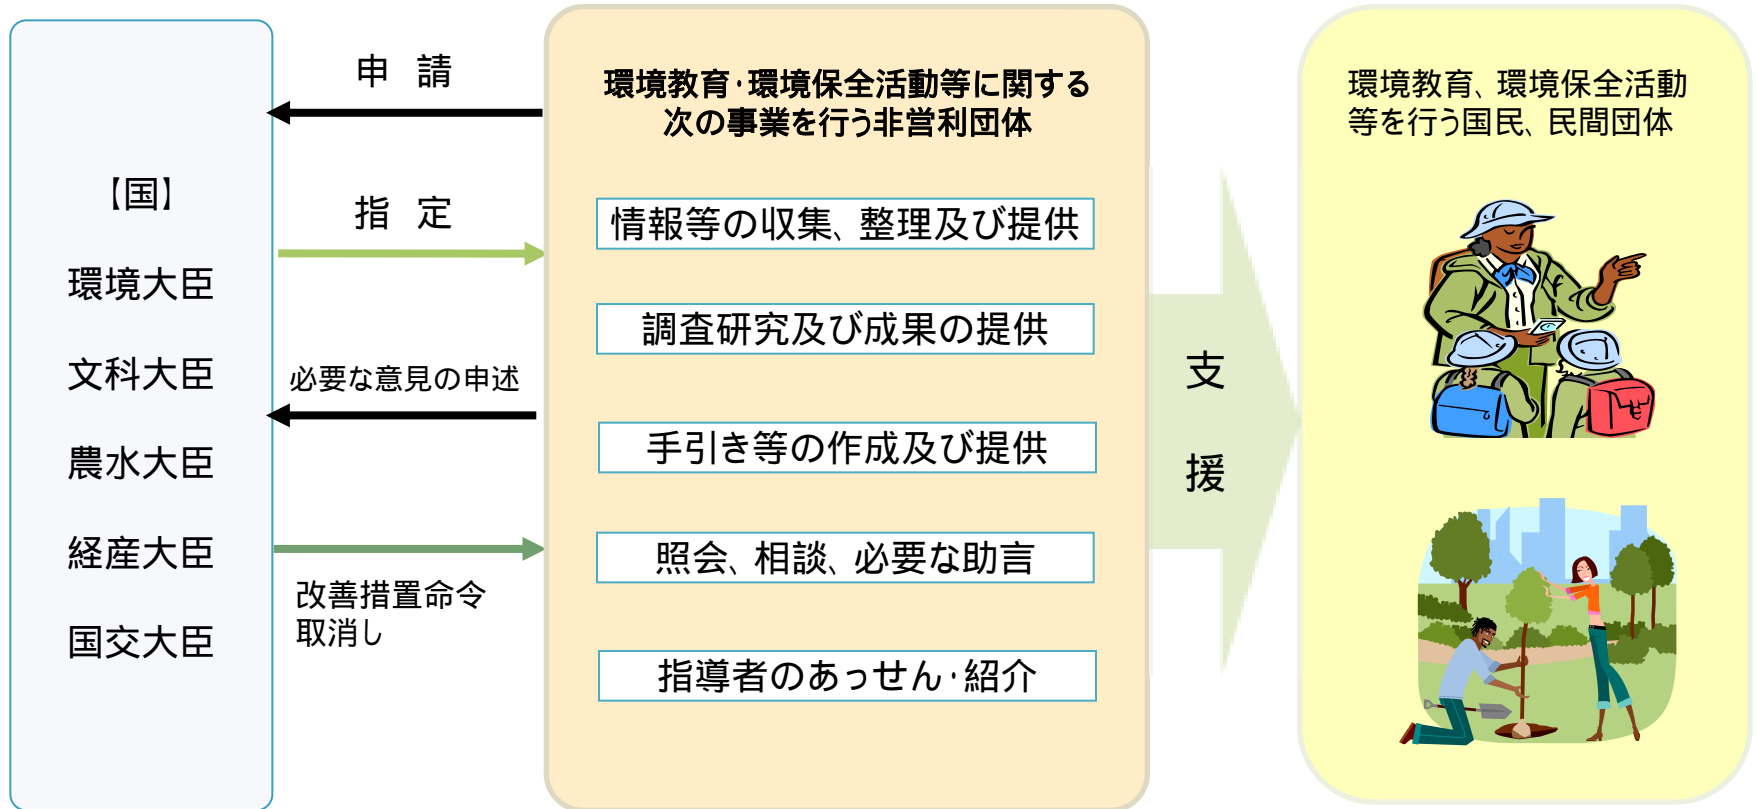 【国】
環境大臣
文科大臣
農水大臣
経産大臣
国交大臣
申 請
指 定
必要な意見の申述
改善措置命令
取消し
環境教育・環境保全活動等に関する
次の事業を行う非営利団体
情報等の収集、整理及び提供
調査研究及び成果の提供
手引き等の作成及び提供
照会、相談、必要な助言
指導者のあっせん・紹介
支
援
環境教育、環境保全活動
等を行う国民、民間団体